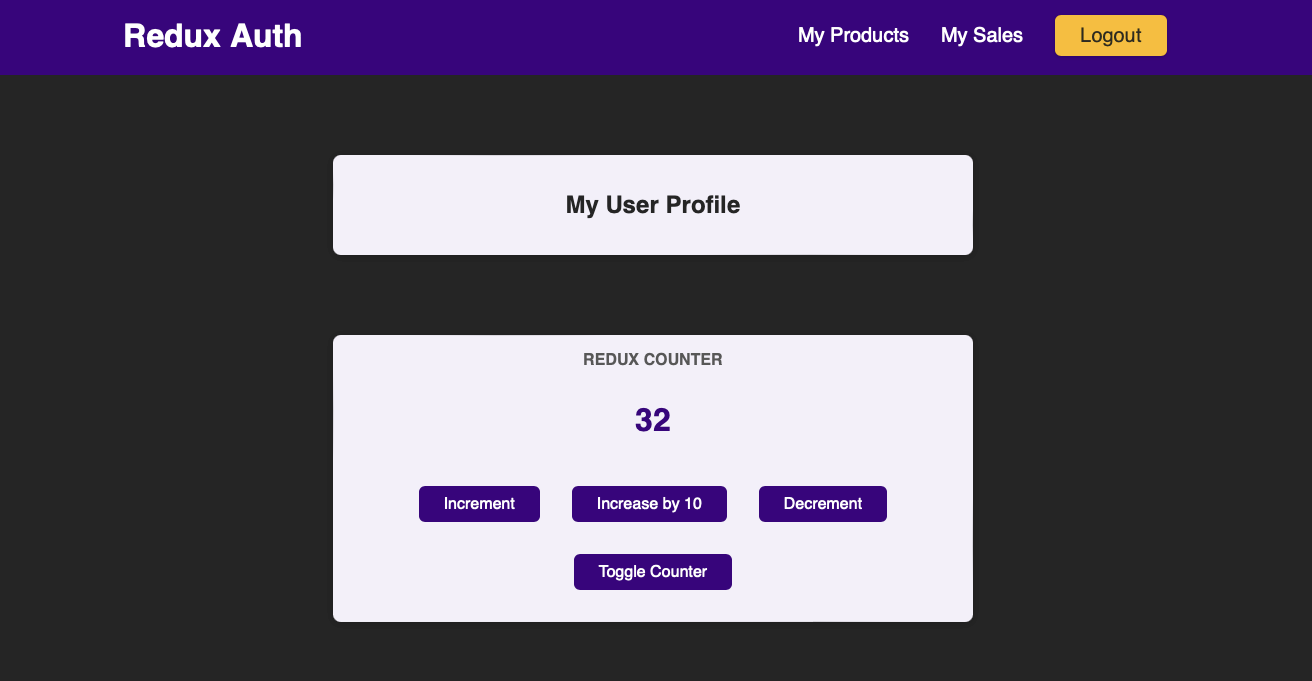 Redux Auth
My Products
My Sales
Logout
My User Profile
REDUX COUNTER
32
Increment
Increase by 10
Decrement
Toggle Counter